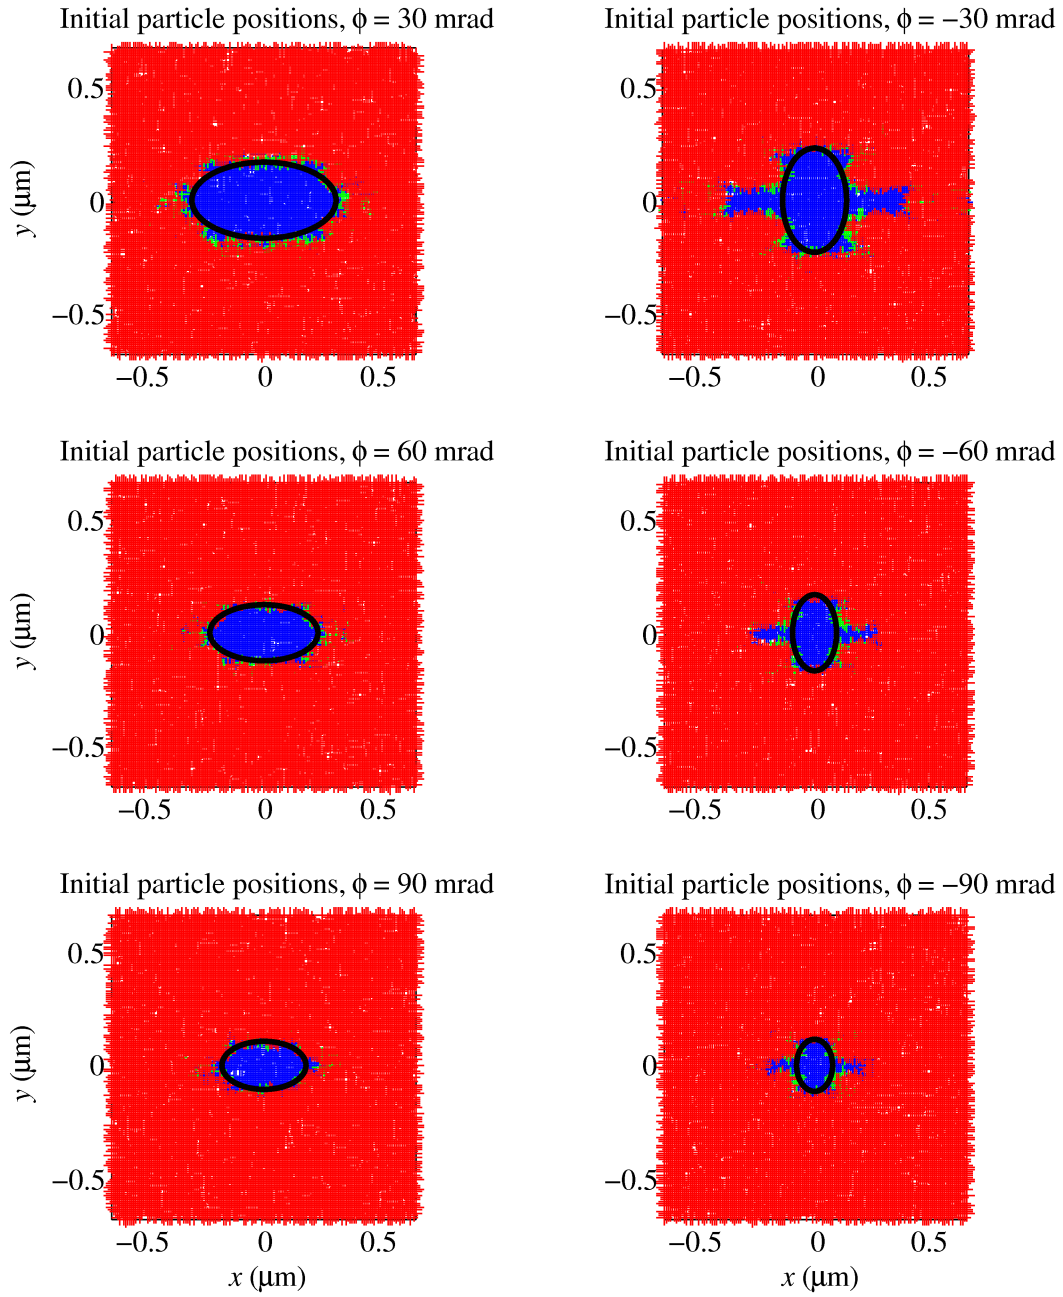 Initial particle positions, ϕ = 30 mrad
Initial particle positions, ϕ = −30 mrad
0.5
0.5
y (μm)
0
0
−0.5
−0.5
−0.5 0 0.5
−0.5 0 0.5
Initial particle positions, ϕ = 60 mrad
Initial particle positions, ϕ = −60 mrad
0.5
0.5
y (μm)
0
0
−0.5
−0.5
−0.5 0 0.5
−0.5 0 0.5
Initial particle positions, ϕ = 90 mrad
Initial particle positions, ϕ = −90 mrad
0.5
0.5
y (μm)
0
0
−0.5
−0.5
−0.5 0 0.5
−0.5 0 0.5
x (μm)
x (μm)